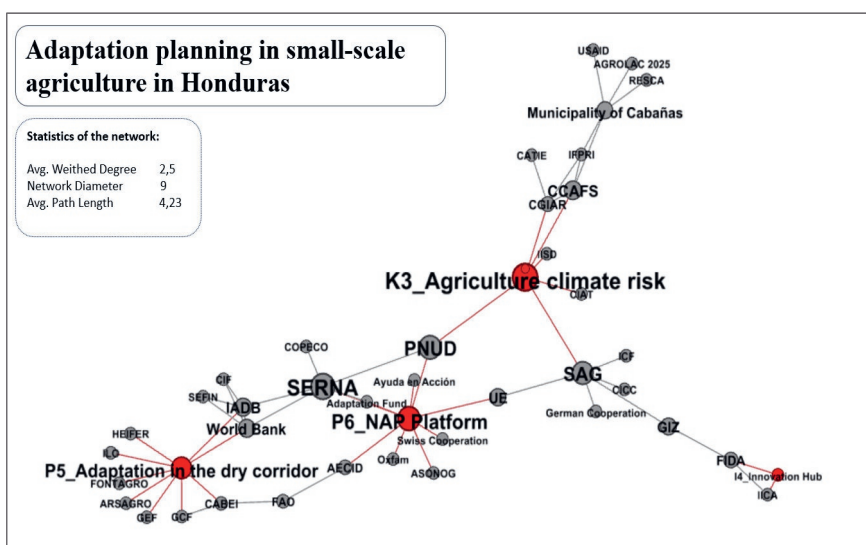 Adaptation planning in small-scale
agriculture in Honduras
Statistics of the network:
Avg. Weithed Degree 2,5
Network Diameter 9
Avg. Path Length 4,23
USAID
AGROLAC 2025
RESCA
Municipality of Cabañas
CATIE
IFPRI
CCAFS
CGIAR
IISD
K3_Agriculture climate risk
CIAT
COPECO
PNUD
SAG
ICF
CIF
SERNA
Ayuda en Acción
CICC
SEFIN
IADB
Adaptation Fund
UE
German Cooperation
World Bank
P6_NAP Platform
GIZ
HEIFER
Swiss Cooperation
ILO
Oxfam
FIDA
P5_Adaptation in the dry corridor
AECID
ASONOG
I4_Innovation Hub
FONTAGRO
ARSAGRO
CABEI
FAO
IICA
GEF
GCF